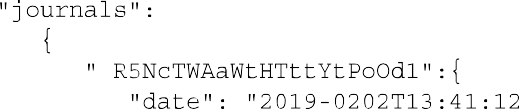 "journals":
{
" R5NcTWAaWtHTttYtPoOd1":{
"date": "2019-0202T13:41:12